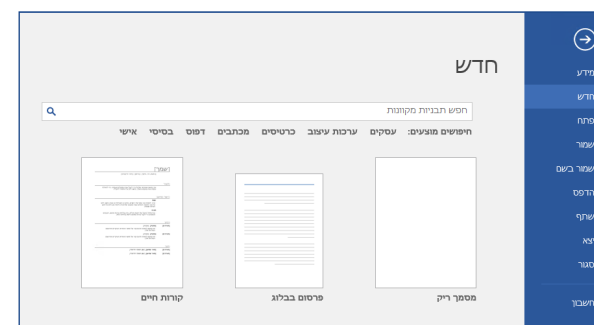 מידע
חדש
פתח
שמור
שמור בשם
הדפס
שתף
יצא
סגור
חשבון
חדש
חפש תבניות מקוונות
חיפושים מוצעים: עסקים ערכות עיצוב כרטיסים מכתבים דפוס בסיסי אישי
מסמך ריק
פרסום בבלוג
קורות חיים